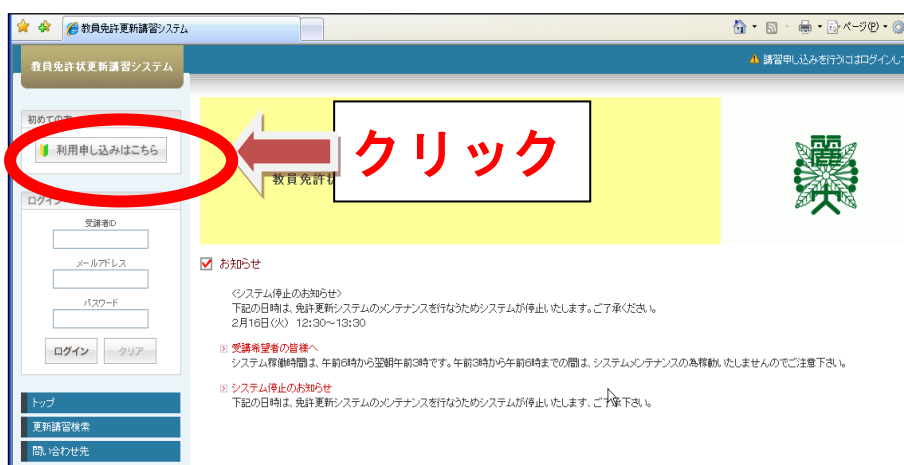 教員免許更新講習システム
ページ(P)
教員免許状更新講習システム
講習申し込みを行うにはログインして
初めての方
利用申し込みはこちら
クリック
教員免許状
ログイン
受講者ID
メールアドレス
パスワード
ログイン クリア
お知らせ
<システム停止のお知らせ>
下記の日時は、免許更新システムのメンテナンスを行なうためシステムが停止いたします。ご了承ください。
2月16日(火) 12:30~13:30
受講希望者の皆様へ
システム稼働時間は、午前6時から翌朝午前3時です。午前3時から午前6時までの間は、システムメンテナンスの為稼動いたしませんのでご注意下さい。
システム停止のお知らせ
下記の日時は、免許更新システムのメンテナンスを行なうためシステムが停止いたします、ご了承下さい。
トップ
更新講習検索
問い合わせ先